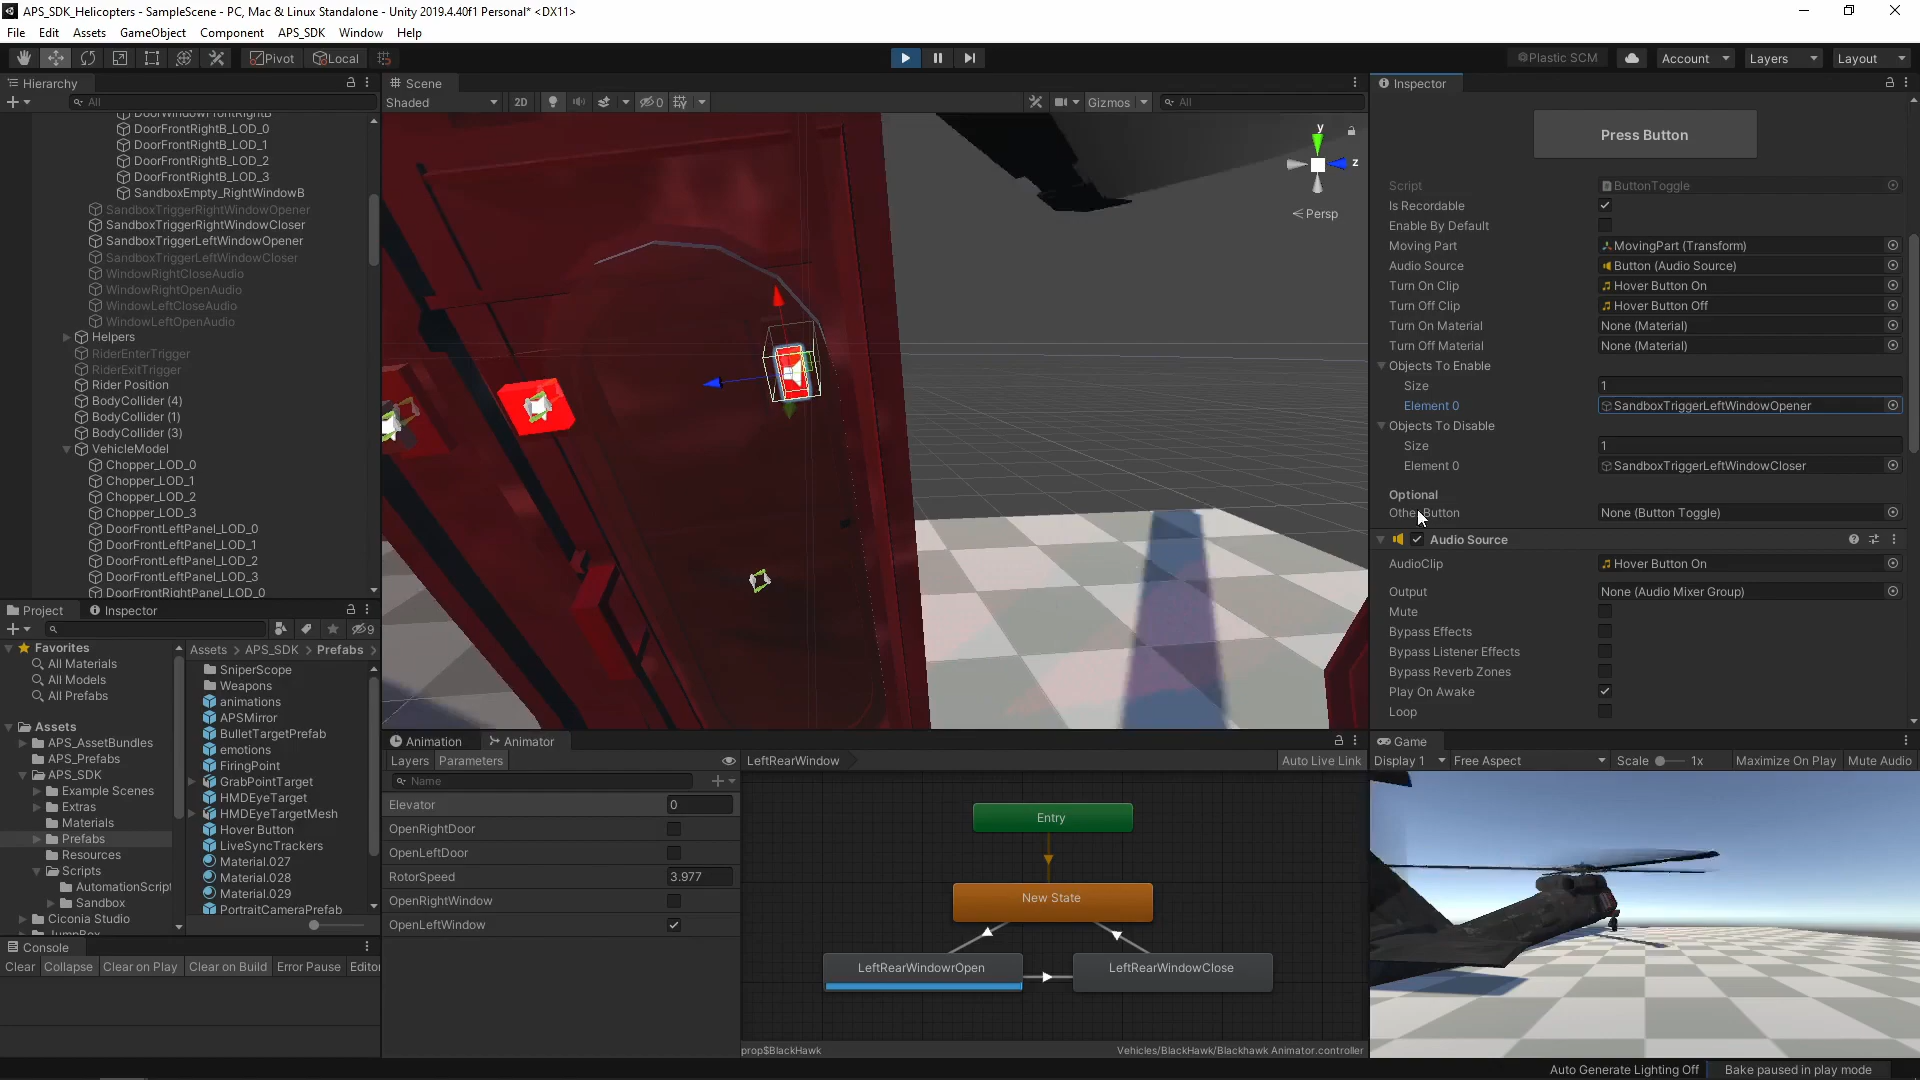 APS_SDK_Helicopters - SampleScene - PC, Mac & Linux Standalone - Unity 2019.4.40f1 Personal* <DX11>
File Edit Assets GameObject Component APS_SDK Window Help
Pivot Local Plastic SCM Account Layers Layout
Hierarchy
All
DoorWindowFrontRightB
DoorFrontRightB_LOD_0
DoorFrontRightB_LOD_1
DoorFrontRightB_LOD_2
DoorFrontRightB_LOD_3
SandboxEmpty_RightWindowB
SandboxTriggerRightWindowOpener
SandboxTriggerRightWindowCloser
SandboxTriggerLeftWindowOpener
SandboxTriggerLeftWindowCloser
WindowRightCloseAudio
WindowRightOpenAudio
WindowLeftCloseAudio
WindowLeftOpenAudio
Helpers
RiderEnterTrigger
RiderExitTrigger
Rider Position
BodyCollider (4)
BodyCollider (1)
BodyCollider (3)
VehicleModel
Chopper_LOD_0
Chopper_LOD_1
Chopper_LOD_2
Chopper_LOD_3
DoorFrontLeftPanel_LOD_0
DoorFrontLeftPanel_LOD_1
DoorFrontLeftPanel_LOD_2
DoorFrontLeftPanel_LOD_3
DoorFrontRightPanel_LOD_0
Scene
Shaded 2D 0 Gizmos All
y
z
Persp
Inspector
Press Button
Script ButtonToggle
Is Recordable
Enable By Default
Moving Part MovingPart (Transform)
Audio Source Button (Audio Source)
Turn On Clip Hover Button On
Turn Off Clip Hover Button Off
Turn On Material None (Material)
Turn Off Material None (Material)
Objects To Enable
Size 1
Element 0 SandboxTriggerLeftWindowOpener
Objects To Disable
Size 1
Element 0 SandboxTriggerLeftWindowCloser
Optional
Other Button None (Button Toggle)
Audio Source
AudioClip Hover Button On
Output None (Audio Mixer Group)
Mute
Bypass Effects
Bypass Listener Effects
Bypass Reverb Zones
Play On Awake
Loop
Project Inspector
9
Favorites
All Materials
All Models
All Prefabs
Assets
APS_AssetBundles
APS_Prefabs
APS_SDK
Example Scenes
Extras
Materials
Prefabs
Resources
Scripts
AutomationScript
Sandbox
Ciconia Studio
JumpBox
Assets > APS_SDK > Prefabs >
SniperScope
Weapons
animations
APSMirror
BulletTargetPrefab
emotions
FiringPoint
GrabPointTarget
HMDEyeTarget
HMDEyeTargetMesh
Hover Button
LiveSyncTrackers
Material.027
Material.028
Material.029
PortraitCameraPrefab
Console
Clear Collapse Clear on Play Clear on Build Error Pause Editor
Animation Animator
Layers Parameters LeftRearWindow Auto Live Link
Name
Elevator 0
OpenRightDoor
OpenLeftDoor
RotorSpeed 3.977
OpenRightWindow
OpenLeftWindow
Entry
New State
LeftRearWindowrOpen
LeftRearWindowClose
prop$BlackHawk Vehicles/BlackHawk/Blackhawk Animator.controller
Game
Display 1 Free Aspect Scale 1x Maximize On Play Mute Audio
Auto Generate Lighting Off Bake paused in play mode